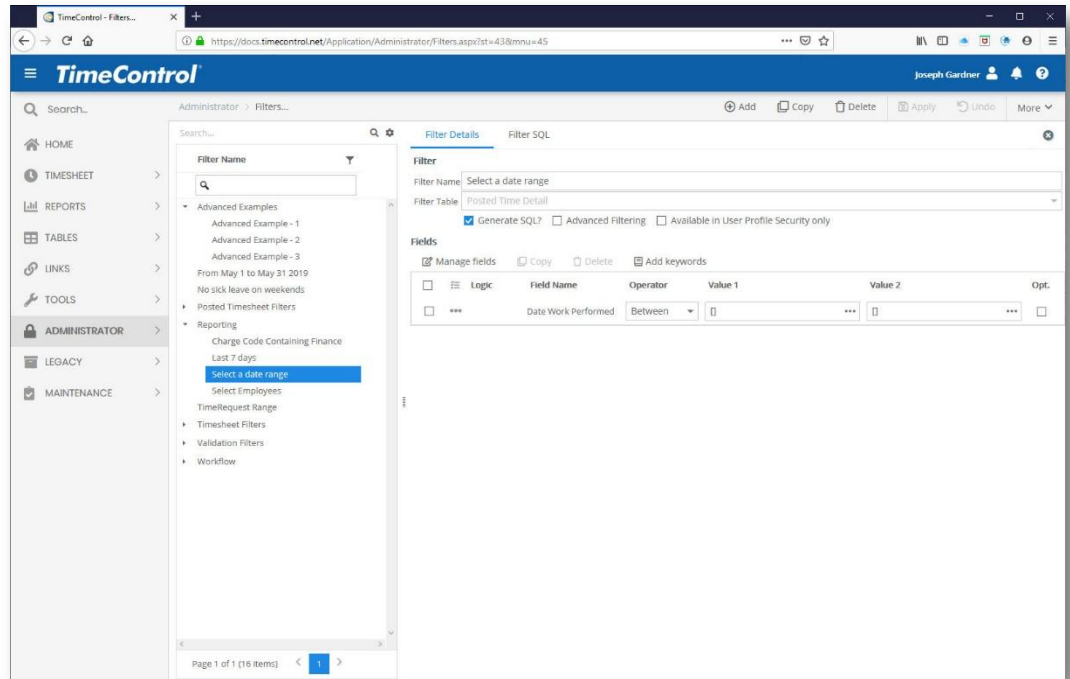 TimeControl - Filters...
https://docs.timecontrol.net/Application/Administrator/Filters.aspx?st=43&mnu=45
TimeControl
Joseph Gardner
Search...
Administrator > Filters...
Add Copy Delete Apply Undo More
HOME
TIMESHEET
REPORTS
TABLES
LINKS
TOOLS
ADMINISTRATOR
LEGACY
MAINTENANCE
Search...
Filter Name
Advanced Examples
Advanced Example - 1
Advanced Example - 2
Advanced Example - 3
From May 1 to May 31 2019
No sick leave on weekends
Posted Timesheet Filters
Reporting
Charge Code Containing Finance
Last 7 days
Select a date range
Select Employees
TimeRequest Range
Timesheet Filters
Validation Filters
Workflow
Page 1 of 1 (16 items) < 1 >
Filter Details Filter SQL
Filter
Filter Name Select a date range
Filter Table Posted Time Detail
Generate SQL? Advanced Filtering Available in User Profile Security only
Fields
Manage fields Copy Delete Add keywords
Logic Field Name Operator Value 1 Value 2 Opt.
Date Work Performed Between [] []